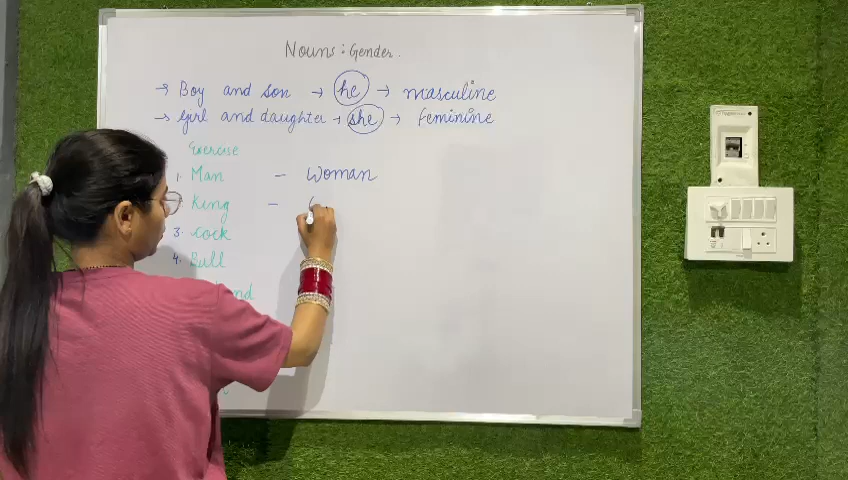 Nouns : Gender.
→ Boy and son → he → masculine
→ Girl and daughter → she → feminine
Exercise
1. Man - Woman
King -
3. Cock
4. Bull